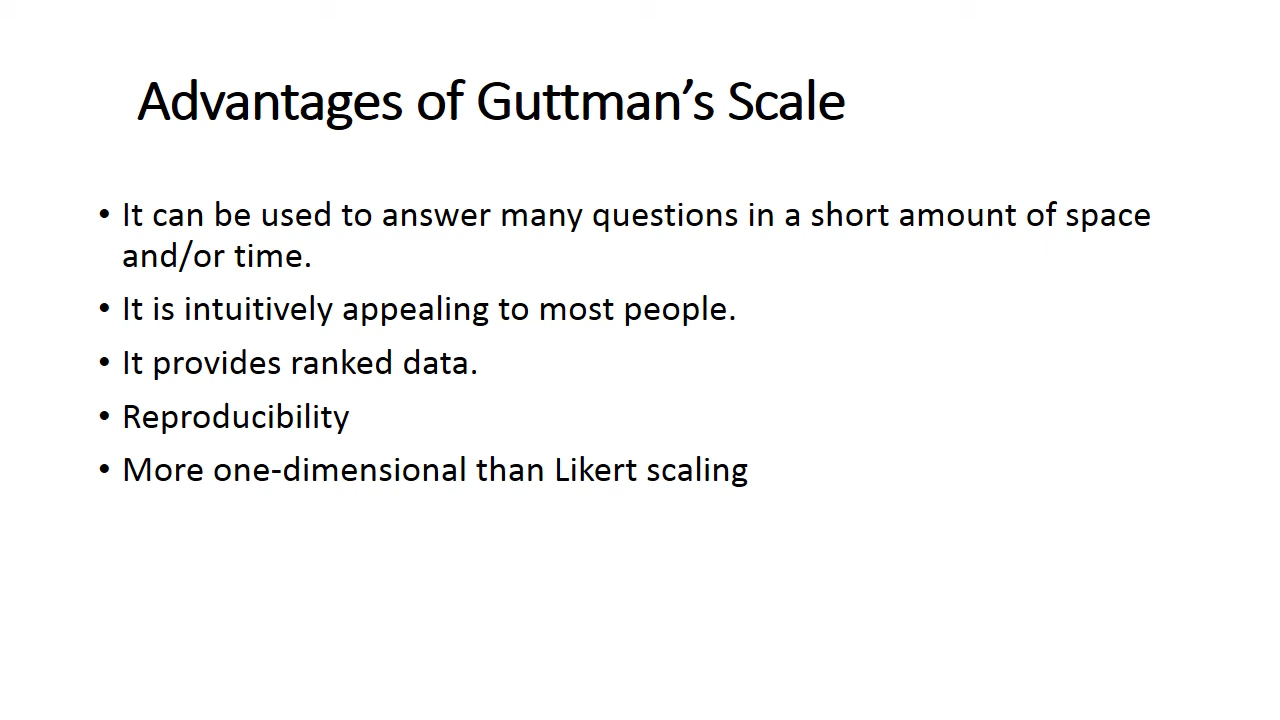 Advantages of Guttman’s Scale
• It can be used to answer many questions in a short amount of space
and/or time.
• It is intuitively appealing to most people.
• It provides ranked data.
• Reproducibility
• More one-dimensional than Likert scaling